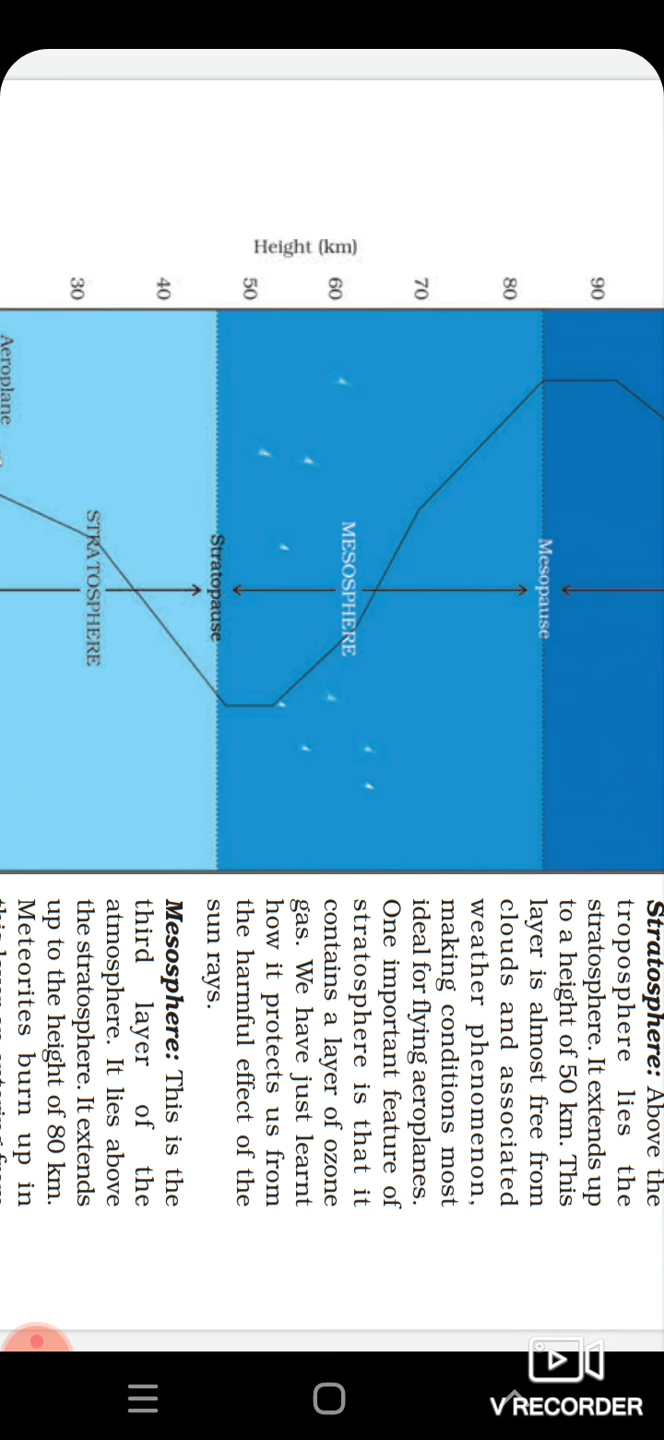 Height (km)
90
80
70
60
50
40
30
Mesopause
MESOSPHERE
Stratopause
STRATOSPHERE
Aeroplane
Stratosphere: Above the
troposphere lies the
stratosphere. It extends up
to a height of 50 km. This
layer is almost free from
clouds and associated
weather phenomenon,
making conditions most
ideal for flying aeroplanes.
One important feature of
stratosphere is that it
contains a layer of ozone
gas. We have just learnt
how it protects us from
the harmful effect of the
sun rays.
Mesosphere: This is the
third layer of the
atmosphere. It lies above
the stratosphere. It extends
up to the height of 80 km.
Meteorites burn up in
V RECORDER